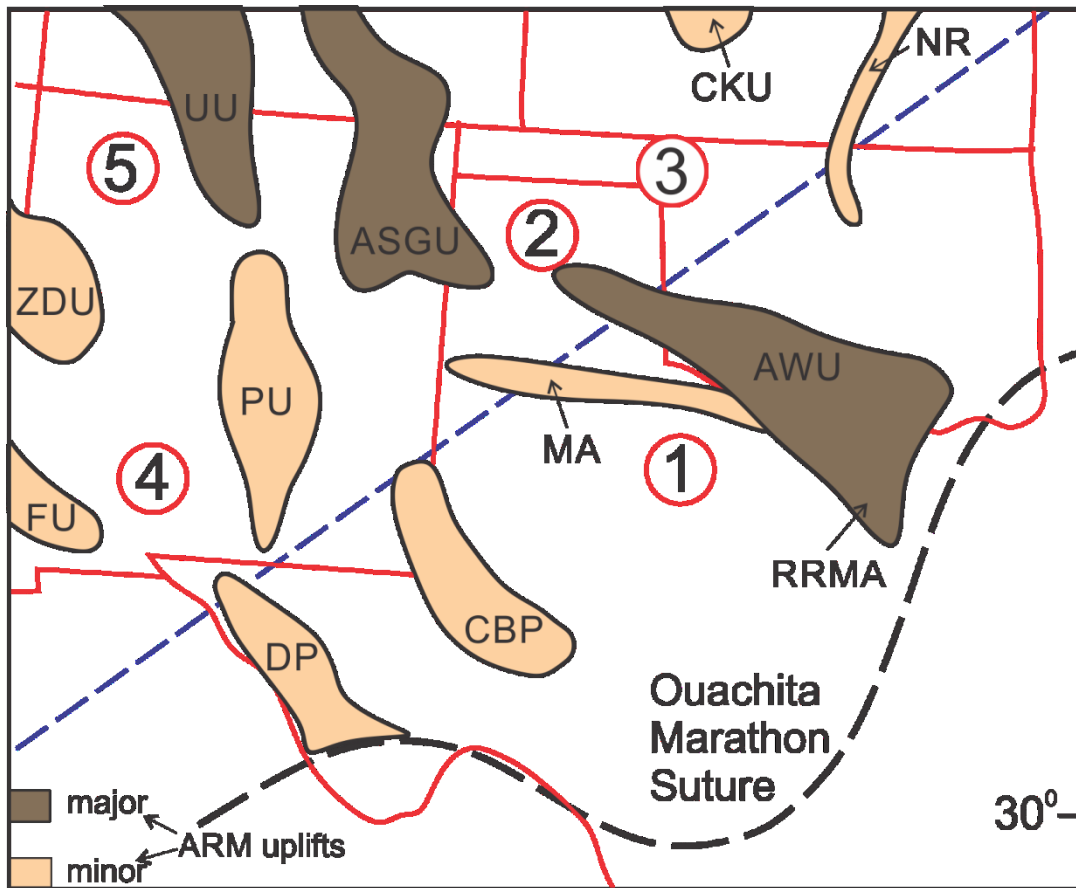 CKU
NR
UU
5
3
2
ASGU
ZDU
PU
AWU
MA
4
1
FU
RRMA
CBP
DP
Ouachita
Marathon
Suture
major
ARM uplifts
minor
30⁰